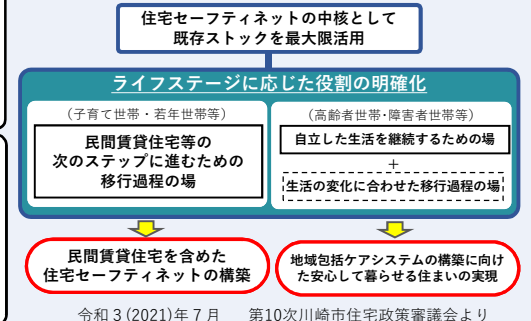 住宅セーフティネットの中核として
既存ストックを最大限活用
ライフステージに応じた役割の明確化
(子育て世帯・若年世帯等)
民間賃貸住宅等の
次のステップに進むための
移行過程の場
(高齢者世帯・障害者世帯等)
自立した生活を継続するための場
+
生活の変化に合わせた移行過程の場
民間賃貸住宅を含めた
住宅セーフティネットの構築
地域包括ケアシステムの構築に向け
た安心して暮らせる住まいの実現
令和3(2021)年7月 第10次川崎市住宅政策審議会より